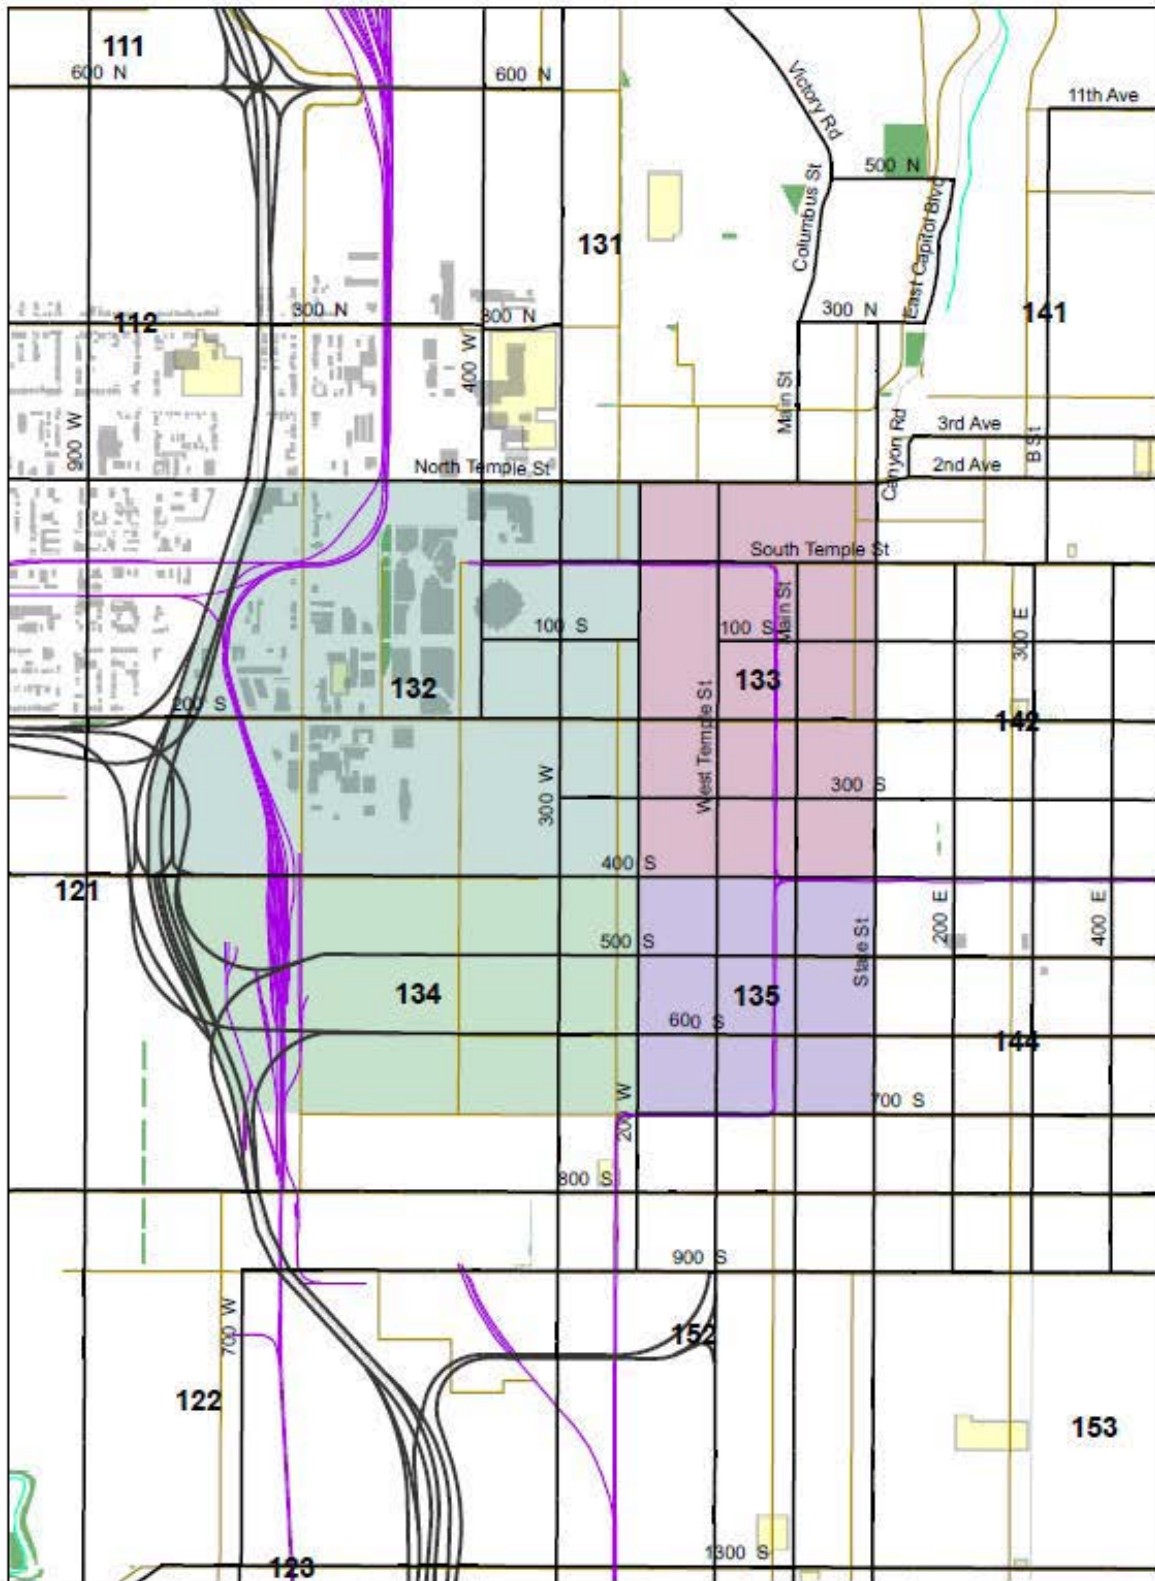 111
600 N
600 N
Victory Rd
11th Ave
500 N
Columbus St
East Capitol Blvd
131
300 N
300 N
300 N
112
141
400 W
Main St
900 W
Canyon Rd
3rd Ave
B St
2nd Ave
North Temple St
South Temple St
100 S
100 S
Main St
300 E
132
133
200 S
West Temple St
142
300 W
300 S
400 S
121
200 E
400 E
500 S
State St
134
135
600 S
144
200 W
700 S
800 S
900 S
700 W
152
122
153
1300 S
123